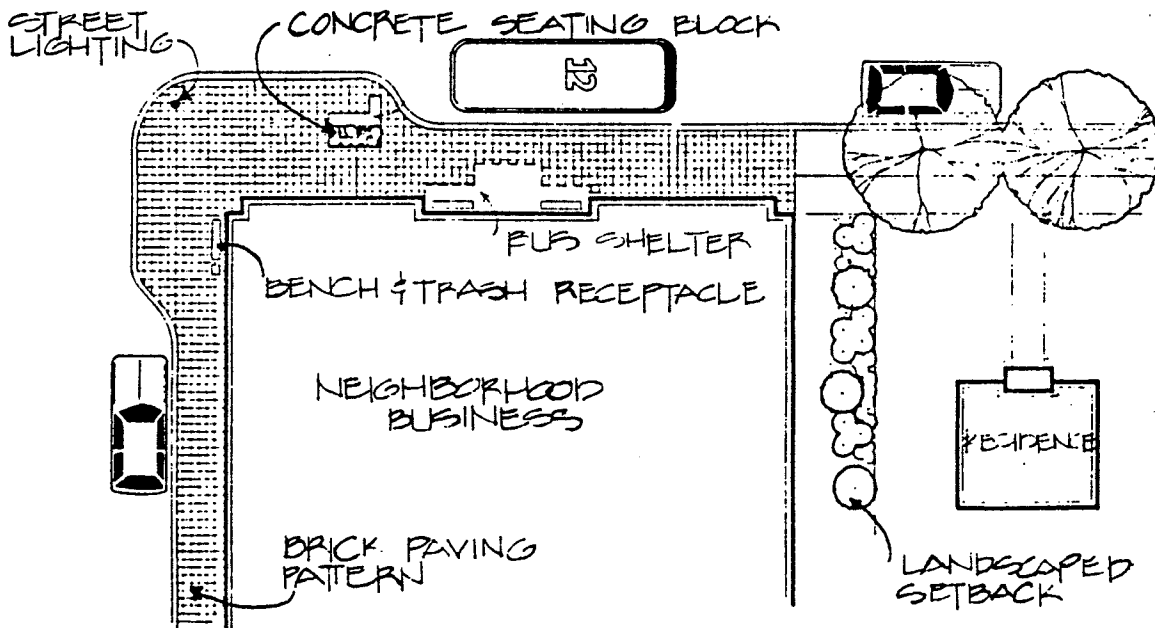 STREET
LIGHTING
CONCRETE SEATING BLOCK
12
BUS SHELTER
BENCH & TRASH RECEPTACLE
NEIGHBORHOOD
BUSINESS
RESIDENCE
BRICK PAVING
PATTERN
LANDSCAPED
SETBACK